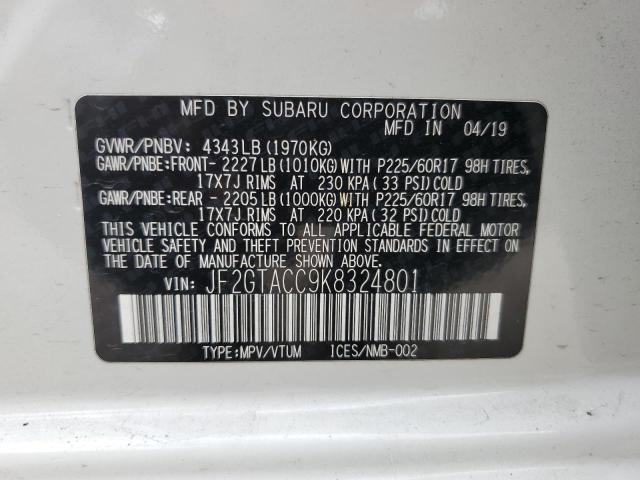 MFD BY SUBARU CORPORATION
MFD IN 04/19
GVWR/PNBV: 4343LB(1970KG)
GAWR/PNBE:FRONT- 2227LB(1010KG)WITH P225/60R17 98H TIRES,
17X7J RIMS AT 230 KPA(33 PSI)COLD
GAWR/PNBE:REAR - 2205LB(1000KG)WITH P225/60R17 98H TIRES,
17X7J RIMS AT 220 KPA(32 PSI)COLD
THIS VEHICLE CONFORMS TO ALL APPLICABLE FEDERAL MOTOR
VEHICLE SAFETY AND THEFT PREVENTION STANDARDS IN EFFECT
ON THE DATE OF MANUFACTURE SHOWN ABOVE.
VIN: JF2GTACC9K8324801
TYPE:MPV/VTUM ICES/NMB-002